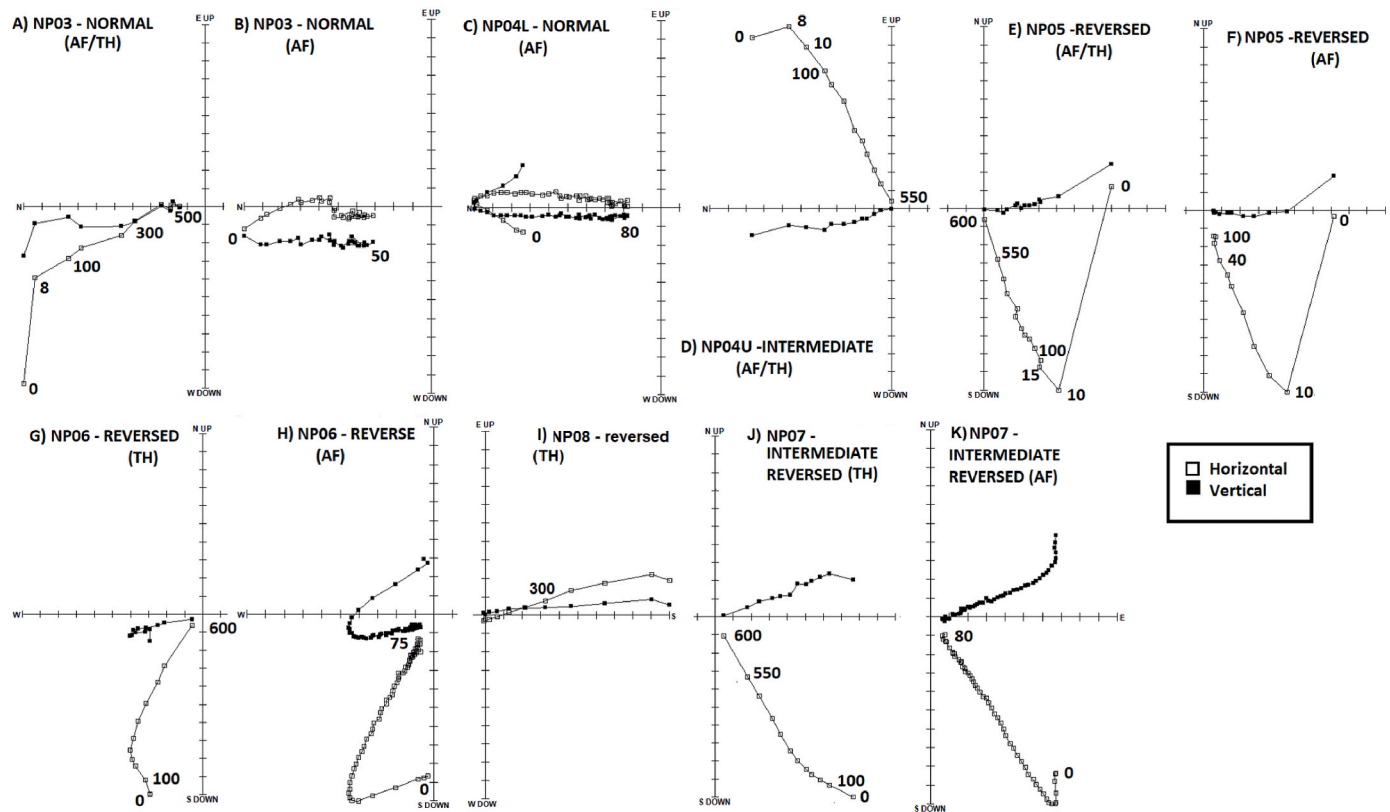 A) NP03 - NORMAL
(AF/TH)
E UP
N
0
8
100
300
500
W DOWN
B) NP03 - NORMAL
(AF)
E UP
0
50
W DOWN
C) NP04L - NORMAL
(AF)
E UP
N
0
80
W DOWN
E UP
0
8
10
100
550
N
W DOWN
D) NP04U -INTERMEDIATE
(AF/TH)
E) NP05 -REVERSED
(AF/TH)
N UP
W
0
600
550
100
15
10
E
S DOWN
F) NP05 -REVERSED
(AF)
N UP
W
0
100
40
10
E
S DOWN
G) NP06 - REVERSED
(TH)
N UP
W
600
100
0
S DOWN
H) NP06 - REVERSE
(AF)
N UP
W
75
0
S DOWN
I) NP08 - reversed
(TH)
E UP
300
S
W DOW
J) NP07 -
INTERMEDIATE
REVERSED (TH)
N UP
600
550
100
0
S DOWN
K) NP07 -
INTERMEDIATE
REVERSED (AF)
N UP
E
80
0
S DOWN
Horizontal
Vertical